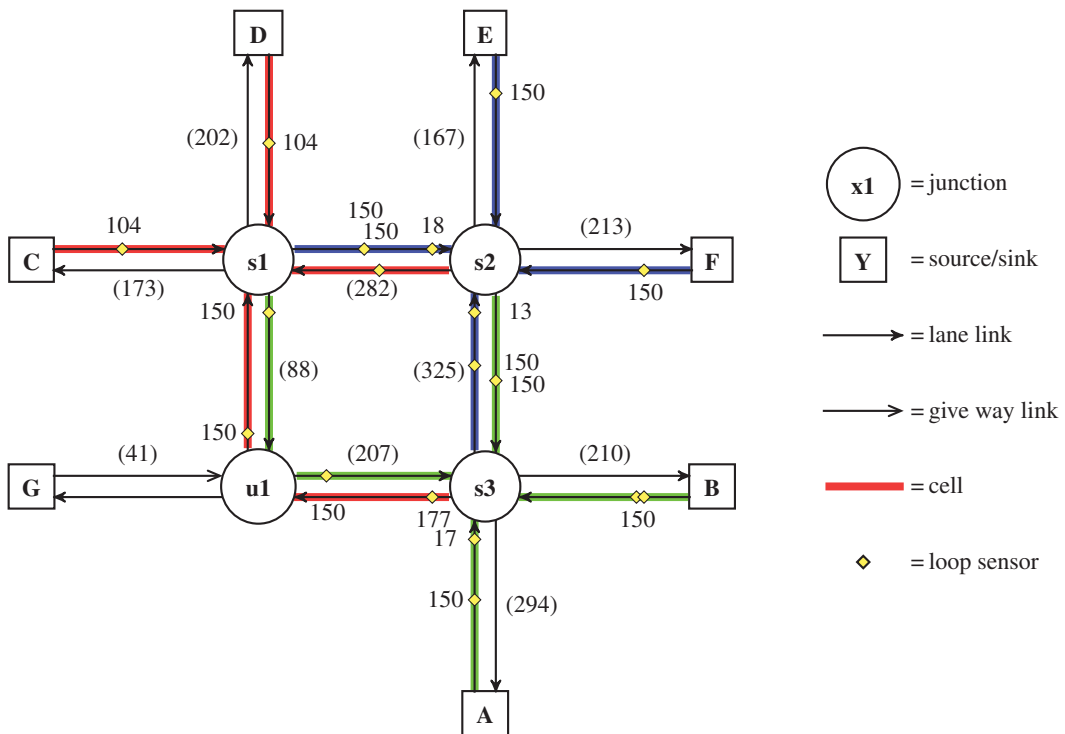 D
E
150
(202)
104
(167)
x1
= junction
104
150
150
18
(213)
C
s1
s2
F
Y
= source/sink
(173)
(282)
150
150
13
= lane link
(88)
(325)
150
150
= give way link
150
(41)
(207)
(210)
G
u1
s3
B
= cell
150
177
150
17
= loop sensor
150
(294)
A